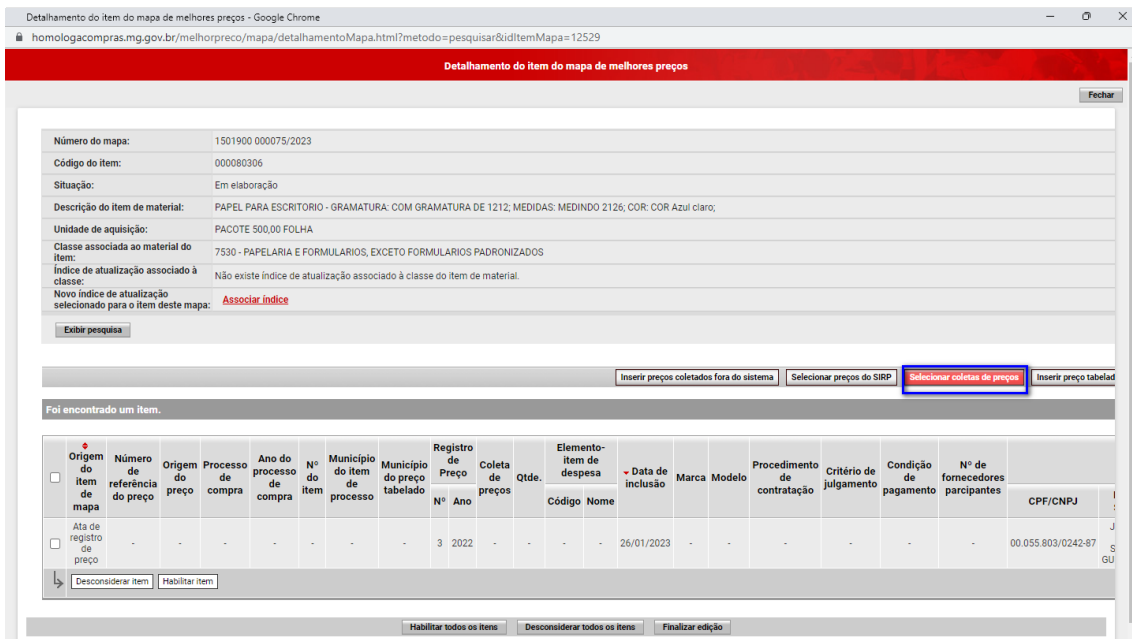 Detalhamento do item do mapa de melhores preços - Google Chrome
homologacompras.mg.gov.br/melhorpreco/mapa/detalhamentoMapa.html?metodo=pesquisar&idItemMapa=12529
Detalhamento do item do mapa de melhores preços
Fechar
Número do mapa: 1501900 000075/2023
Código do item: 000080306
Situação: Em elaboração
Descrição do item de material: PAPEL PARA ESCRITORIO - GRAMATURA: COM GRAMATURA DE 1212; MEDIDAS: MEDINDO 2126; COR: COR Azul claro;
Unidade de aquisição: PACOTE 500,00 FOLHA
Classe associada ao material do
item: 7530 - PAPELARIA E FORMULARIOS, EXCETO FORMULARIOS PADRONIZADOS
Índice de atualização associado à
classe: Não existe índice de atualização associado à classe do item de material.
Novo índice de atualização
selecionado para o item deste mapa: Associar índice
Exibir pesquisa
Inserir preços coletados fora do sistema Selecionar preços do SIRP Selecionar coletas de preços Inserir preço tabelad
Foi encontrado um item.
Origem
do
item
de
mapa
Número
de
referência
do preço
Origem
do
preço
Processo
de
compra
Ano do
processo
de
compra
Nº
do
item
Município
do item
de
processo
Município
do preço
tabelado
Registro
de
Preço
Nº Ano
Coleta
de
preços
Qtde.
Elemento-
item de
despesa
Código Nome
Data de
inclusão
Marca
Modelo
Procedimento
de
contratação
Critério de
julgamento
Condição
de
pagamento
Nº de
fornecedores
parcipantes
CPF/CNPJ
Ata de
registro
de
preço
- - - - - - - 3 2022 - - - - 26/01/2023 - - - - - - 00.055.803/0242-87
J
S
GU
Desconsiderar item Habilitar item
Habilitar todos os itens Desconsiderar todos os itens Finalizar edição